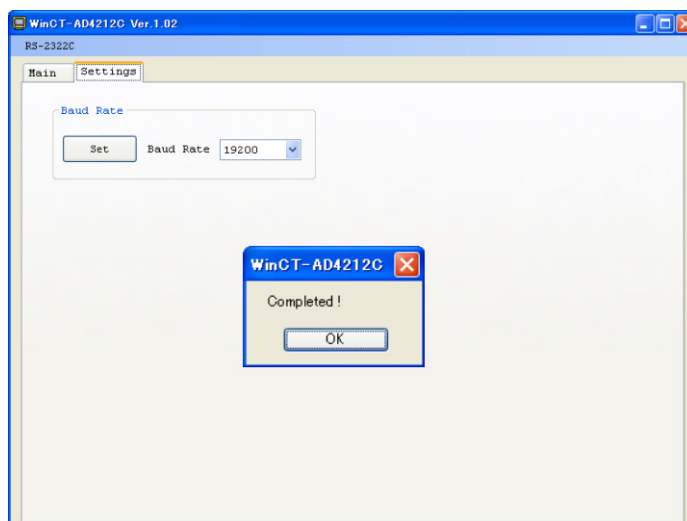 WinCT-AD4212C Ver.1.02
RS-2322C
Main Settings
Baud Rate
Set Baud Rate 19200
WinCT-AD4212C
Completed !
OK